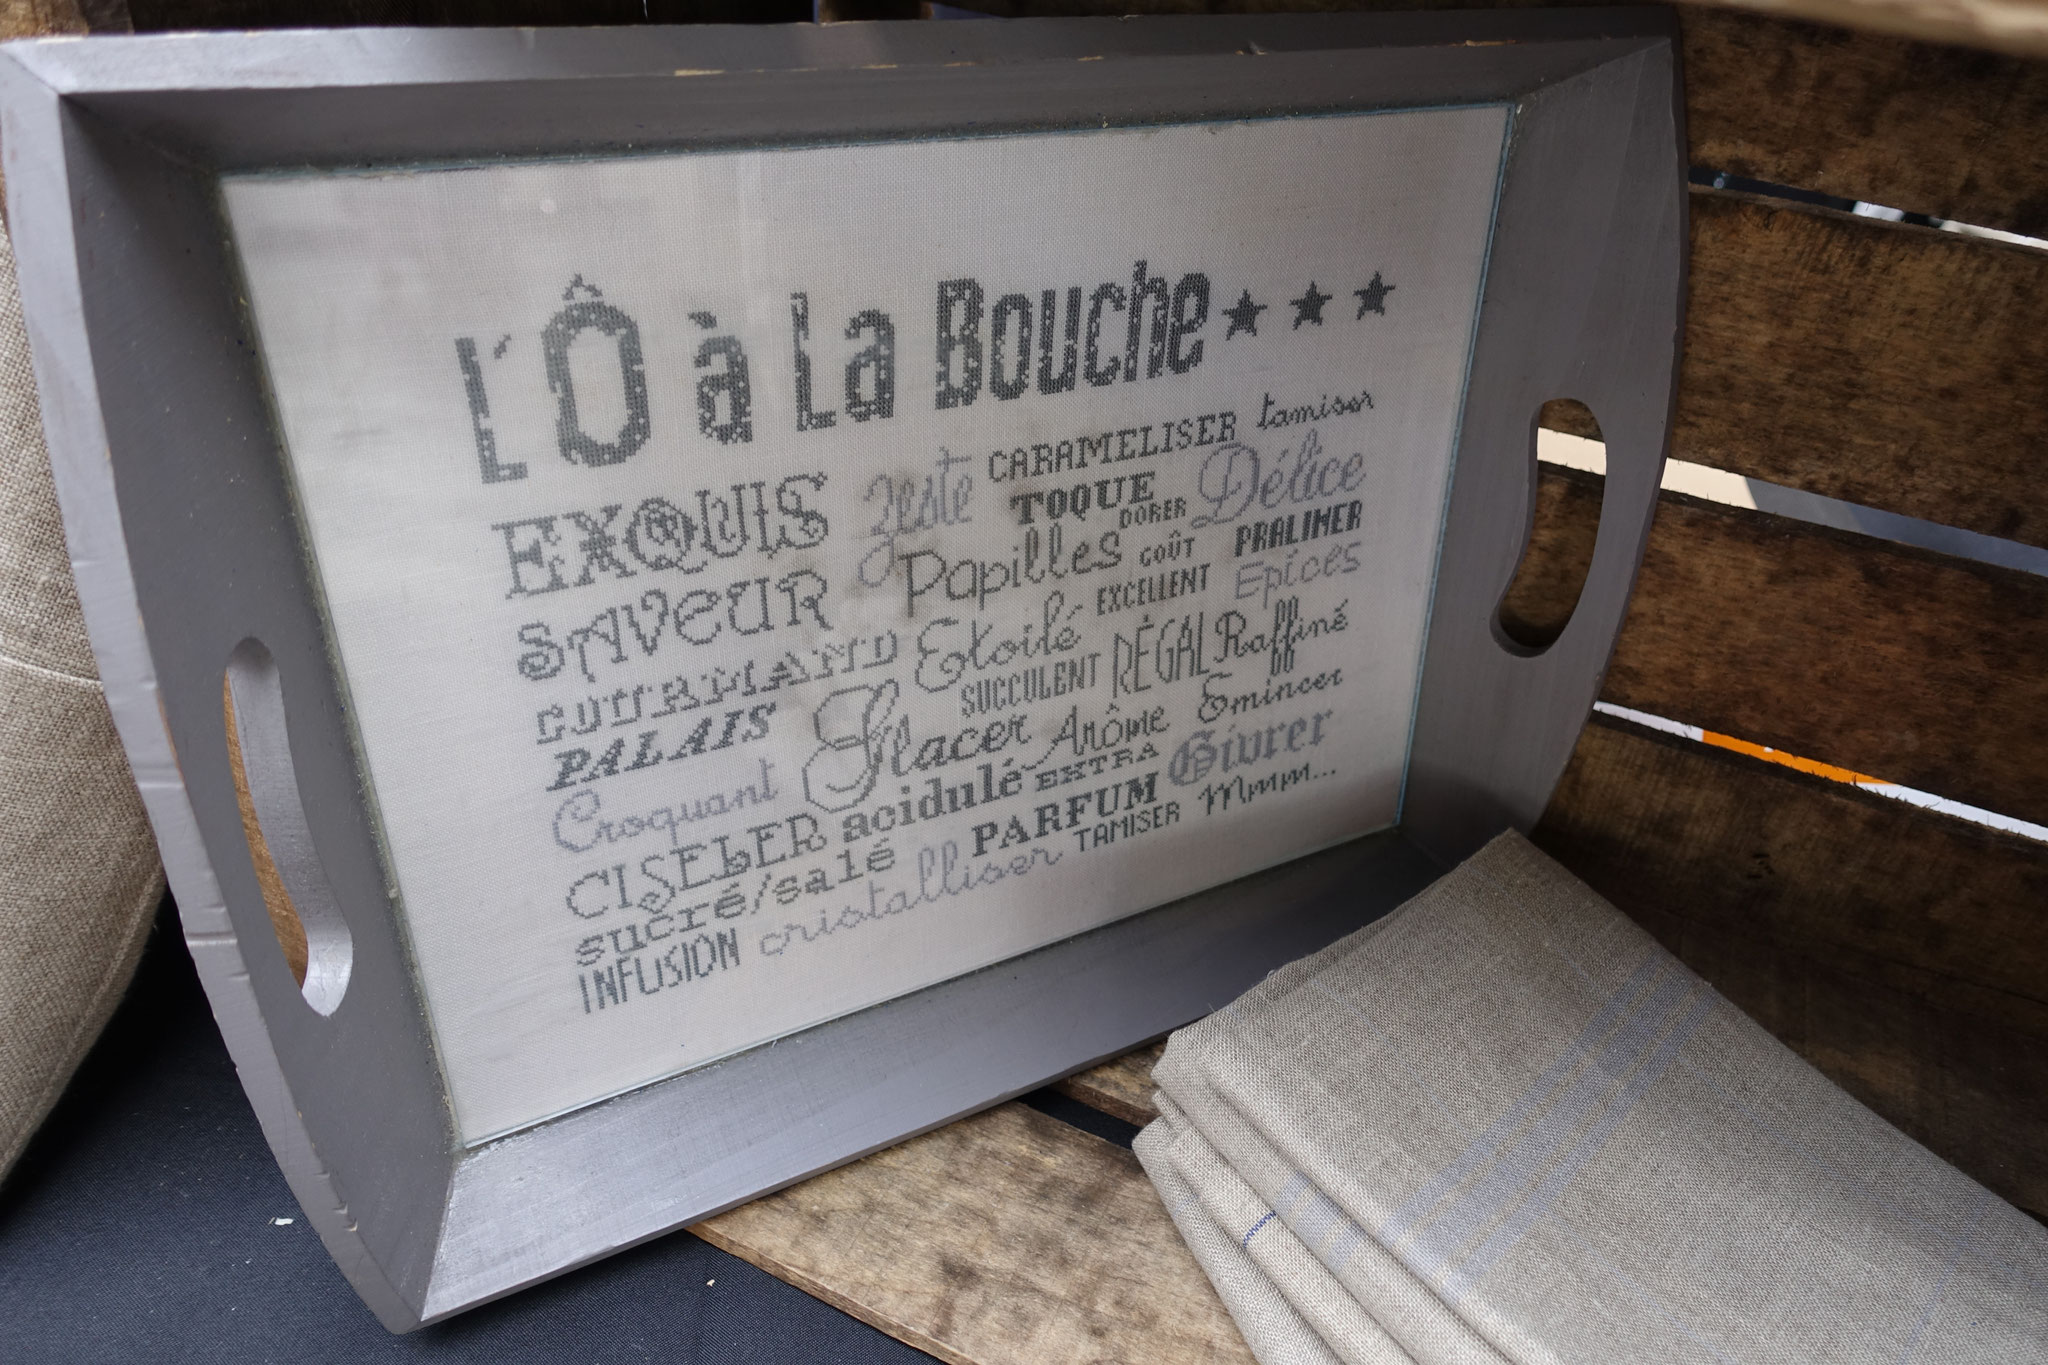 L'Ô à La Bouche
EXQUIS zeste CARAMELISER tamiser
TOQUE DORER Délice
SAVEUR Papilles GOÛT PRALINER
EXCELLENT Epices
GOURMAND Etoilé SUCCULENT RÉGAL Raffiné
PALAIS Glacer Arôme Emincer
Croquant acidulé EXTRA Givrer
CISELER PARFUM TAMISER Mmmm...
sucré/salé
INFUSION cristalliser